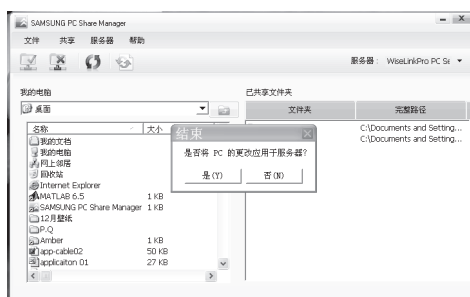 SAMSUNG PC Share Manager
文件 共享 服务器 帮助
服务器： WiseLinkPro PC Se
我的电脑
已共享文件夹
桌面
文件夹 完整路径
名称 大小
我的文档
我的电脑
网上邻居
回收站
Internet Explorer
MATLAB 6.5 1 KB
SAMSUNG PC Share Manager 1 KB
12月壁纸
P.Q
Amber 1 KB
app-cable02 50 KB
applicaiton 01 27 KB
C:\Documents and Setting...
C:\Documents and Setting...
结束
是否将 PC 的更改应用于服务器?
是(Y) 否(N)